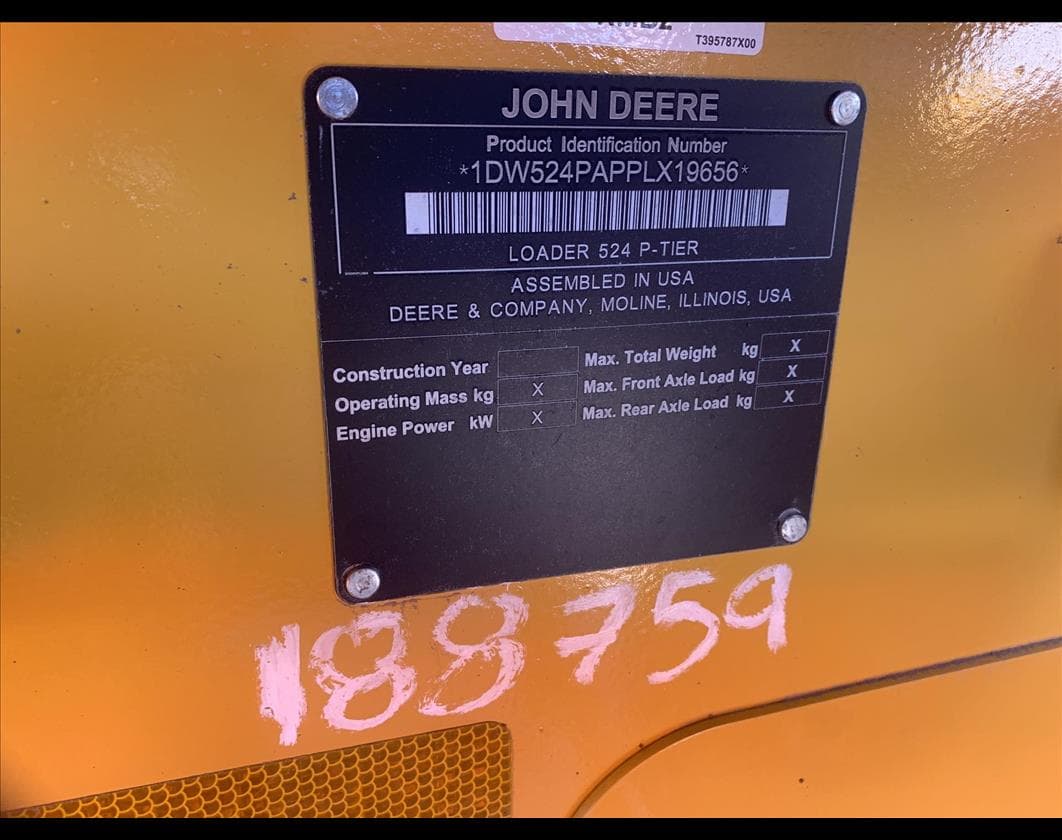 T395787X00
JOHN DEERE
Product Identification Number
*1DW524PAPPLX19656*
LOADER 524 P-TIER
ASSEMBLED IN USA
DEERE & COMPANY, MOLINE, ILLINOIS, USA
Construction Year
Operating Mass kg X
Engine Power kW X
Max. Total Weight kg X
Max. Front Axle Load kg X
Max. Rear Axle Load kg X
188759